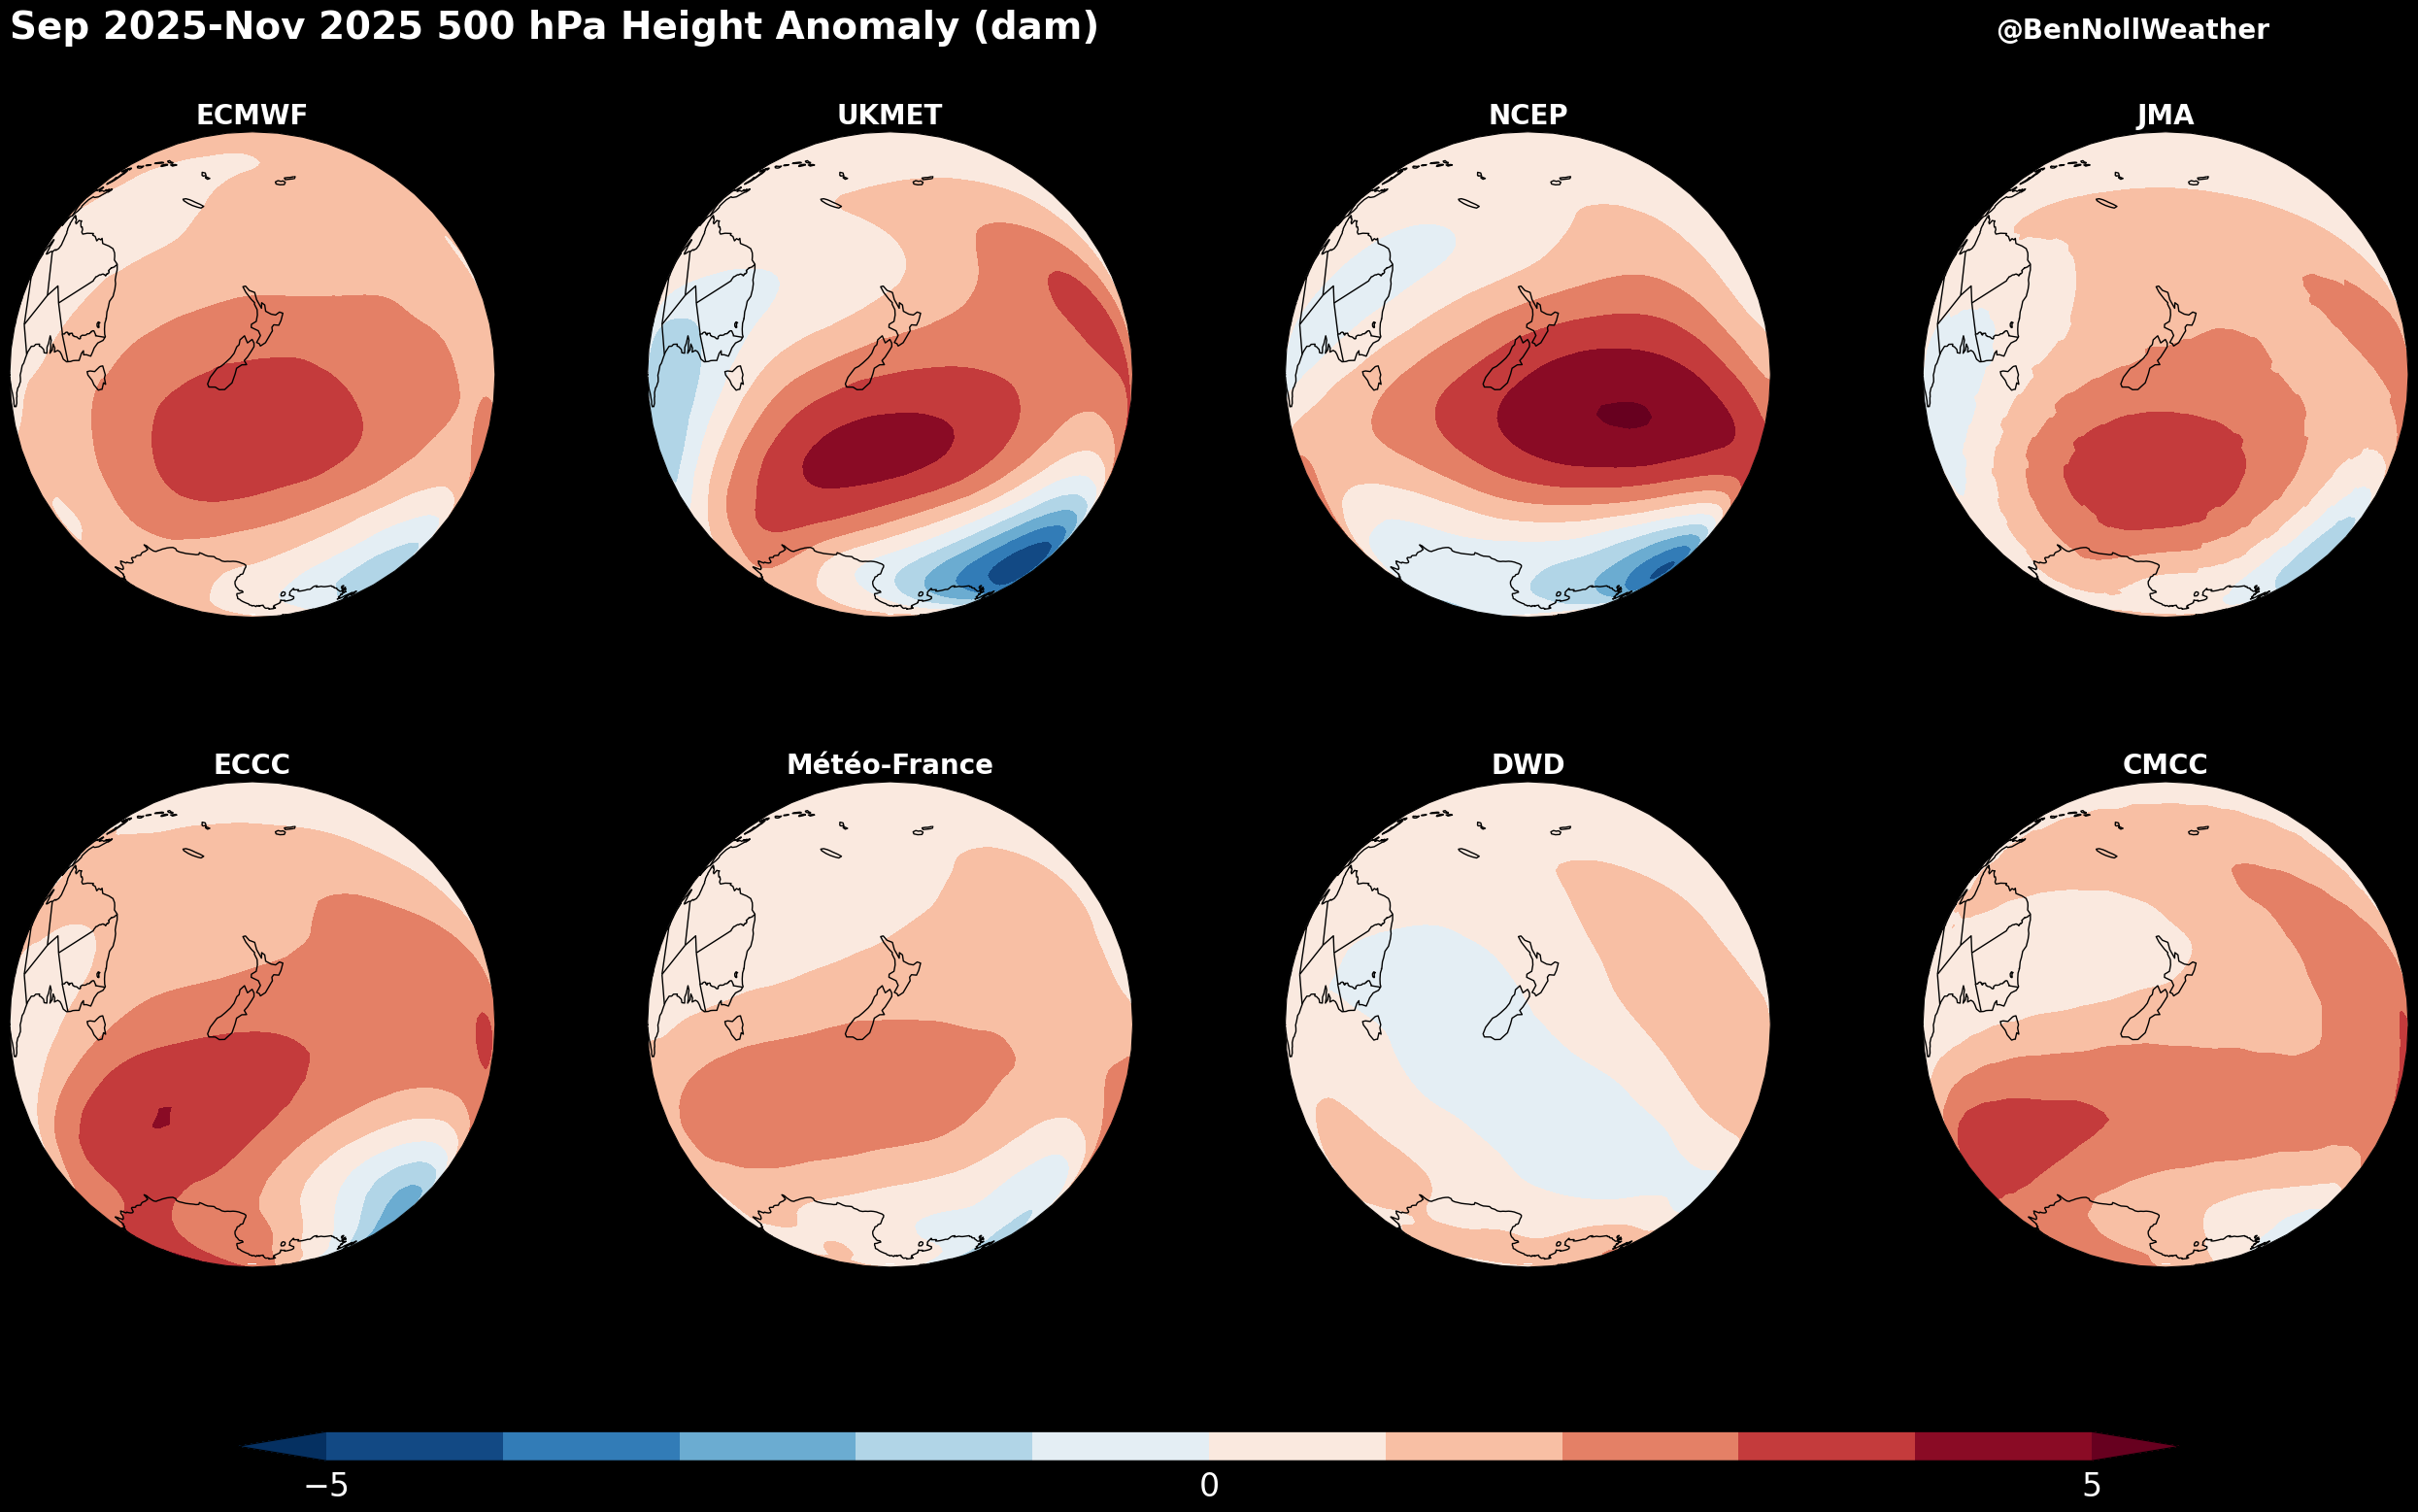 Sep 2025-Nov 2025 500 hPa Height Anomaly (dam)
@BenNollWeather
ECMWF
UKMET
NCEP
JMA
ECCC
Météo-France
DWD
CMCC
−5
0
5